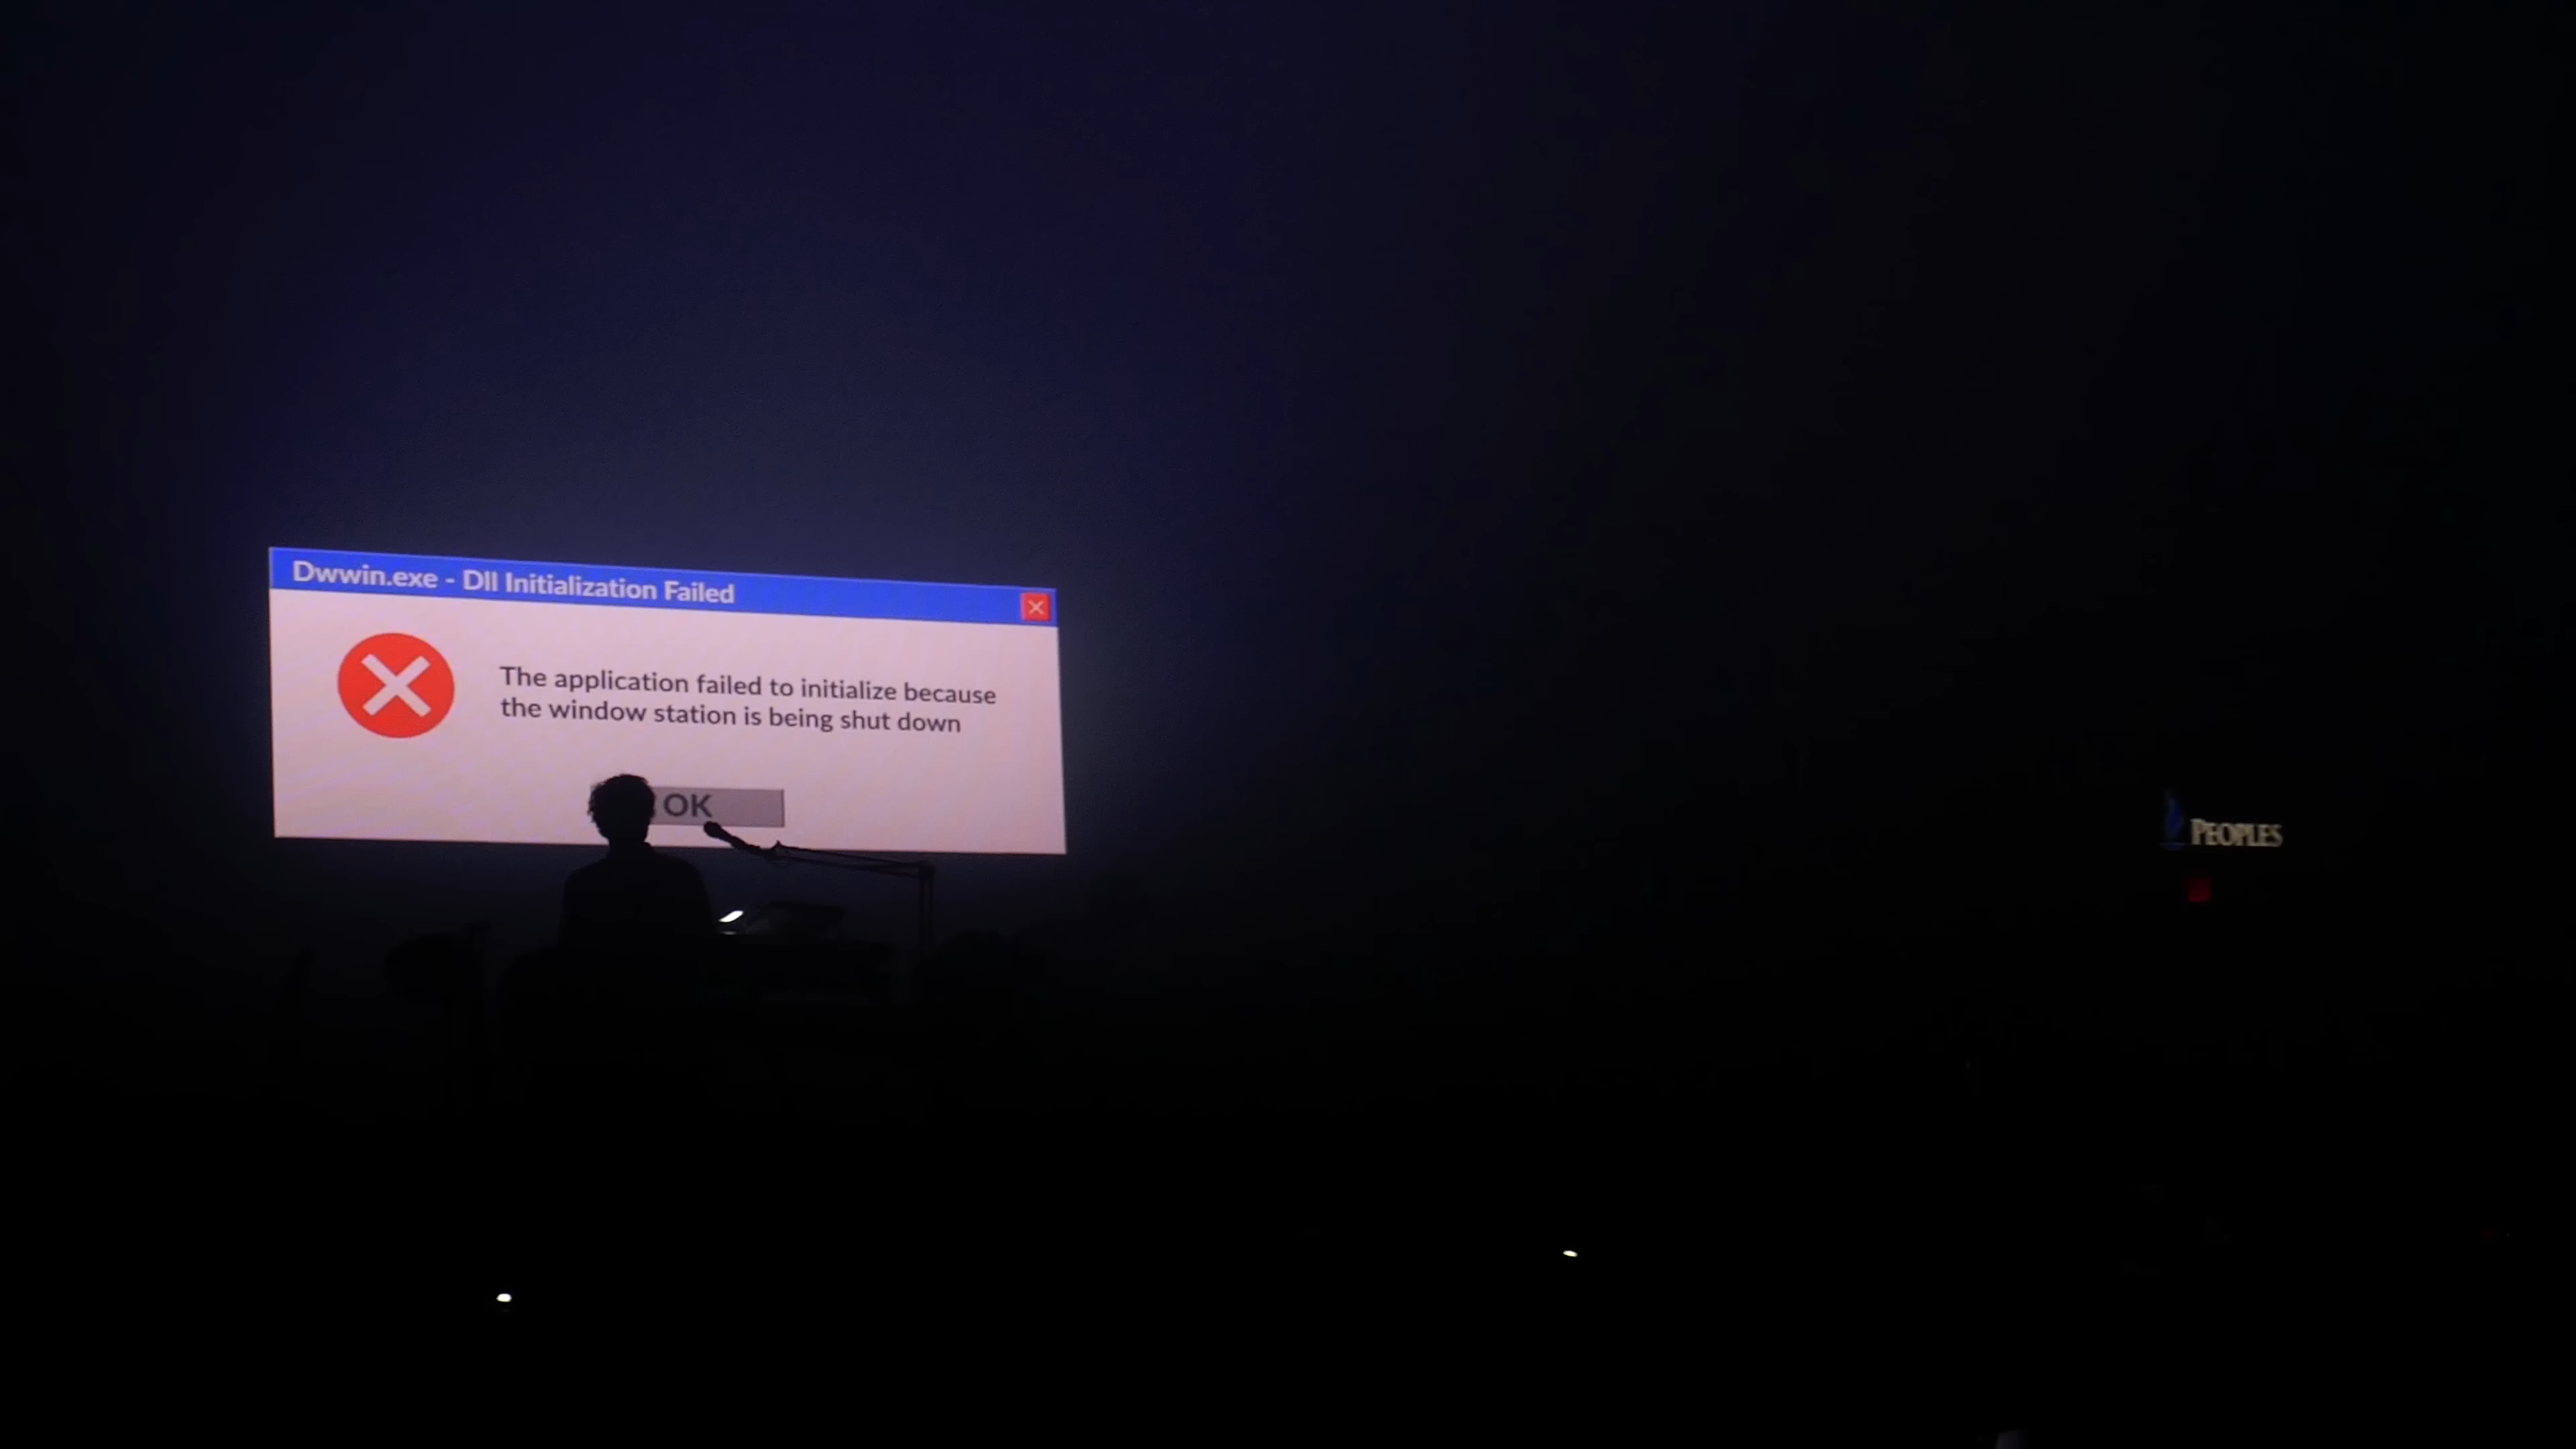 Dwwin.exe - Dll Initialization Failed
The application failed to initialize because
the window station is being shut down
OK
PEOPLES